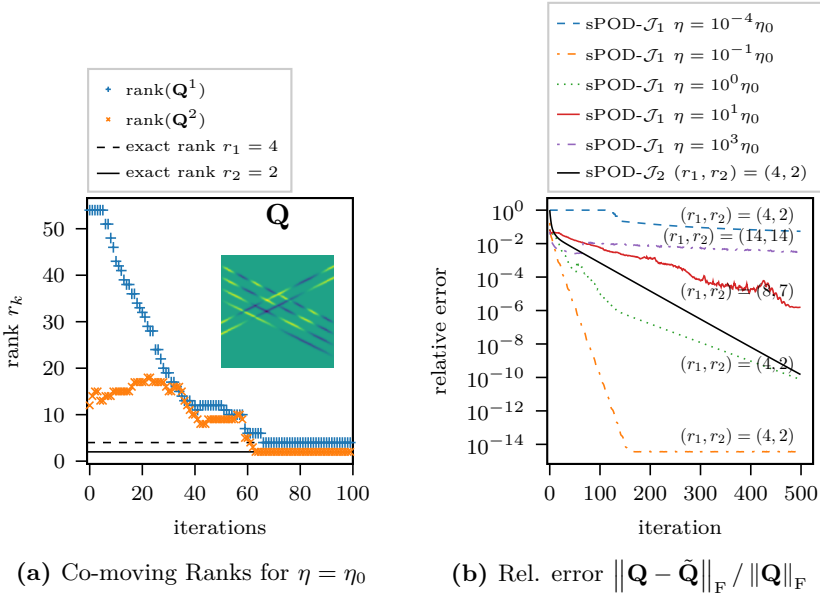 rank(Q¹)
rank(Q²)
exact rank r₁ = 4
exact rank r₂ = 2
Q
50
40
30
20
10
0
rank rₖ
0 20 40 60 80 100
iterations
(a) Co-moving Ranks for η = η₀
sPOD-𝒥₁ η = 10⁻⁴η₀
sPOD-𝒥₁ η = 10⁻¹η₀
sPOD-𝒥₁ η = 10⁰η₀
sPOD-𝒥₁ η = 10¹η₀
sPOD-𝒥₁ η = 10³η₀
sPOD-𝒥₂ (r₁, r₂) = (4, 2)
10⁰
10⁻²
10⁻⁴
10⁻⁶
10⁻⁸
10⁻¹⁰
10⁻¹²
10⁻¹⁴
relative error
(r₁, r₂) = (4, 2)
(r₁, r₂) = (14, 14)
(r₁, r₂) = (8, 7)
(r₁, r₂) = (4, 2)
(r₁, r₂) = (4, 2)
0 100 200 300 400 500
iteration
(b) Rel. error ‖Q − Q̃‖_F / ‖Q‖_F